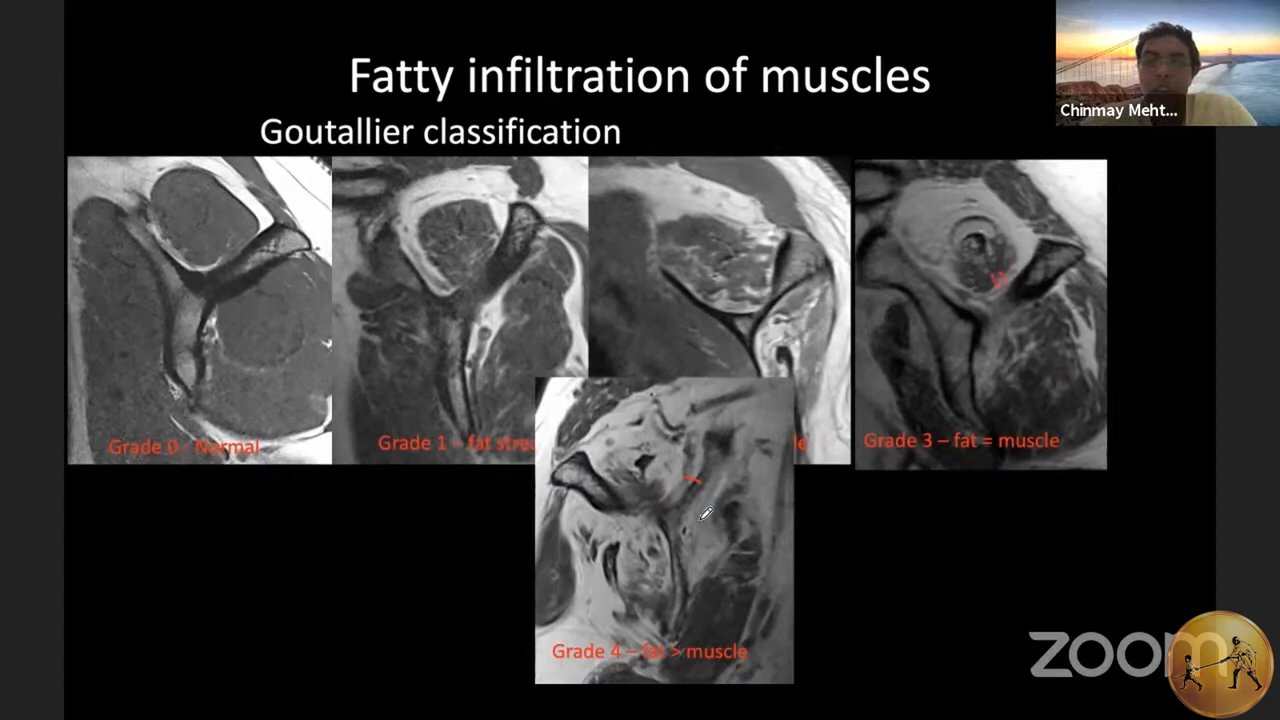 Fatty infiltration of muscles
Chinmay Meht...
Goutallier classification
Grade 0 - Normal
Grade 1 – fat
Grade 3 – fat = muscle
Grade 4 – fat > muscle
zoom